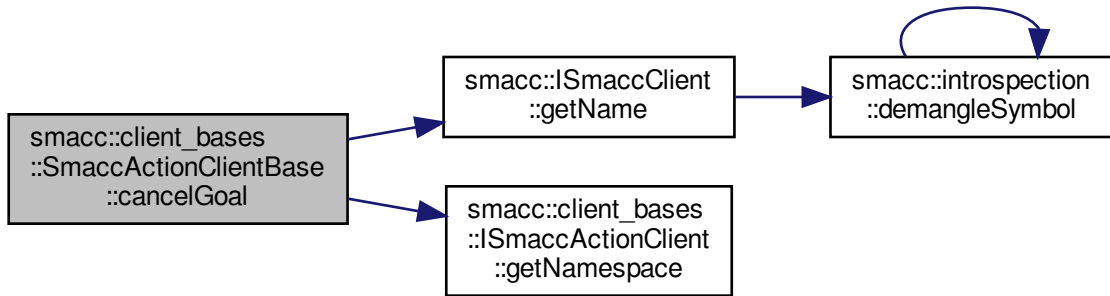 smacc::client_bases
::SmaccActionClientBase
::cancelGoal
smacc::ISmaccClient
::getName
smacc::introspection
::demangleSymbol
smacc::client_bases
::ISmaccActionClient
::getNamespace